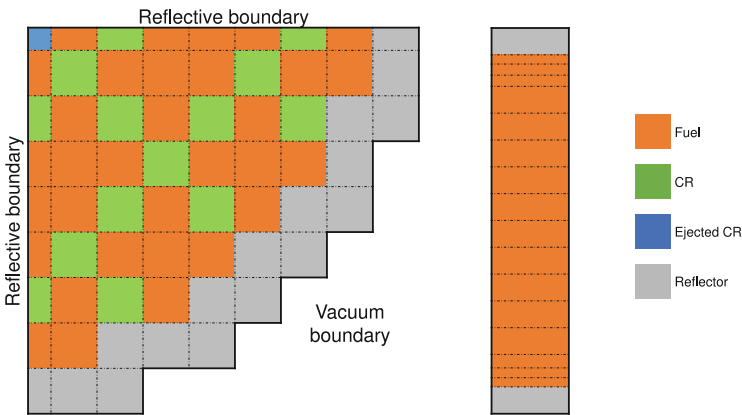 Reflective boundary
Reflective boundary
Vacuum
boundary
Fuel
CR
Ejected CR
Reflector